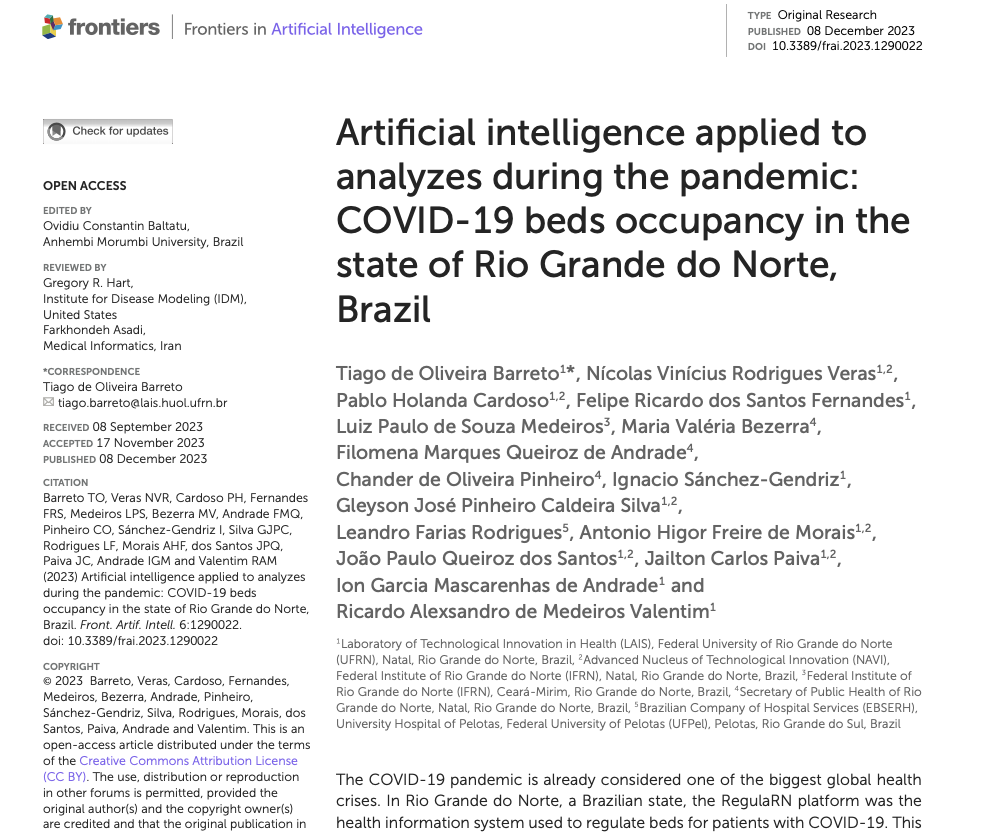 frontiers | Frontiers in Artificial Intelligence
TYPE Original Research
PUBLISHED 08 December 2023
DOI 10.3389/frai.2023.1290022
Check for updates
OPEN ACCESS
EDITED BY
Ovidiu Constantin Baltatu,
Anhembi Morumbi University, Brazil
REVIEWED BY
Gregory R. Hart,
Institute for Disease Modeling (IDM),
United States
Farkhondeh Asadi,
Medical Informatics, Iran
*CORRESPONDENCE
Tiago de Oliveira Barreto
tiago.barreto@lais.huol.ufrn.br
RECEIVED 08 September 2023
ACCEPTED 17 November 2023
PUBLISHED 08 December 2023
CITATION
Barreto TO, Veras NVR, Cardoso PH, Fernandes
FRS, Medeiros LPS, Bezerra MV, Andrade FMQ,
Pinheiro CO, Sánchez-Gendriz I, Silva GJPC,
Rodrigues LF, Morais AHF, dos Santos JPQ,
Paiva JC, Andrade IGM and Valentim RAM
(2023) Artificial intelligence applied to analyzes
during the pandemic: COVID-19 beds
occupancy in the state of Rio Grande do Norte,
Brazil. Front. Artif. Intell. 6:1290022.
doi: 10.3389/frai.2023.1290022
COPYRIGHT
© 2023 Barreto, Veras, Cardoso, Fernandes,
Medeiros, Bezerra, Andrade, Pinheiro,
Sánchez-Gendriz, Silva, Rodrigues, Morais, dos
Santos, Paiva, Andrade and Valentim. This is an
open-access article distributed under the terms
of the Creative Commons Attribution License
(CC BY). The use, distribution or reproduction
in other forums is permitted, provided the
original author(s) and the copyright owner(s)
are credited and that the original publication in
Artificial intelligence applied to
analyzes during the pandemic:
COVID-19 beds occupancy in the
state of Rio Grande do Norte,
Brazil
Tiago de Oliveira Barreto¹*, Nícolas Vinícius Rodrigues Veras¹,²,
Pablo Holanda Cardoso¹,², Felipe Ricardo dos Santos Fernandes¹,
Luiz Paulo de Souza Medeiros³, Maria Valéria Bezerra⁴,
Filomena Marques Queiroz de Andrade⁴,
Chander de Oliveira Pinheiro⁴, Ignacio Sánchez-Gendriz¹,
Gleyson José Pinheiro Caldeira Silva¹,²,
Leandro Farias Rodrigues⁵, Antonio Higor Freire de Morais¹,²,
João Paulo Queiroz dos Santos¹,², Jailton Carlos Paiva¹,²,
Ion Garcia Mascarenhas de Andrade¹ and
Ricardo Alexsandro de Medeiros Valentim¹
¹Laboratory of Technological Innovation in Health (LAIS), Federal University of Rio Grande do Norte
(UFRN), Natal, Rio Grande do Norte, Brazil, ²Advanced Nucleus of Technological Innovation (NAVI),
Federal Institute of Rio Grande do Norte (IFRN), Natal, Rio Grande do Norte, Brazil, ³Federal Institute of
Rio Grande do Norte (IFRN), Ceará-Mirim, Rio Grande do Norte, Brazil, ⁴Secretary of Public Health of Rio
Grande do Norte, Natal, Rio Grande do Norte, Brazil, ⁵Brazilian Company of Hospital Services (EBSERH),
University Hospital of Pelotas, Federal University of Pelotas (UFPel), Pelotas, Rio Grande do Sul, Brazil
The COVID-19 pandemic is already considered one of the biggest global health
crises. In Rio Grande do Norte, a Brazilian state, the RegulaRN platform was the
health information system used to regulate beds for patients with COVID-19. This